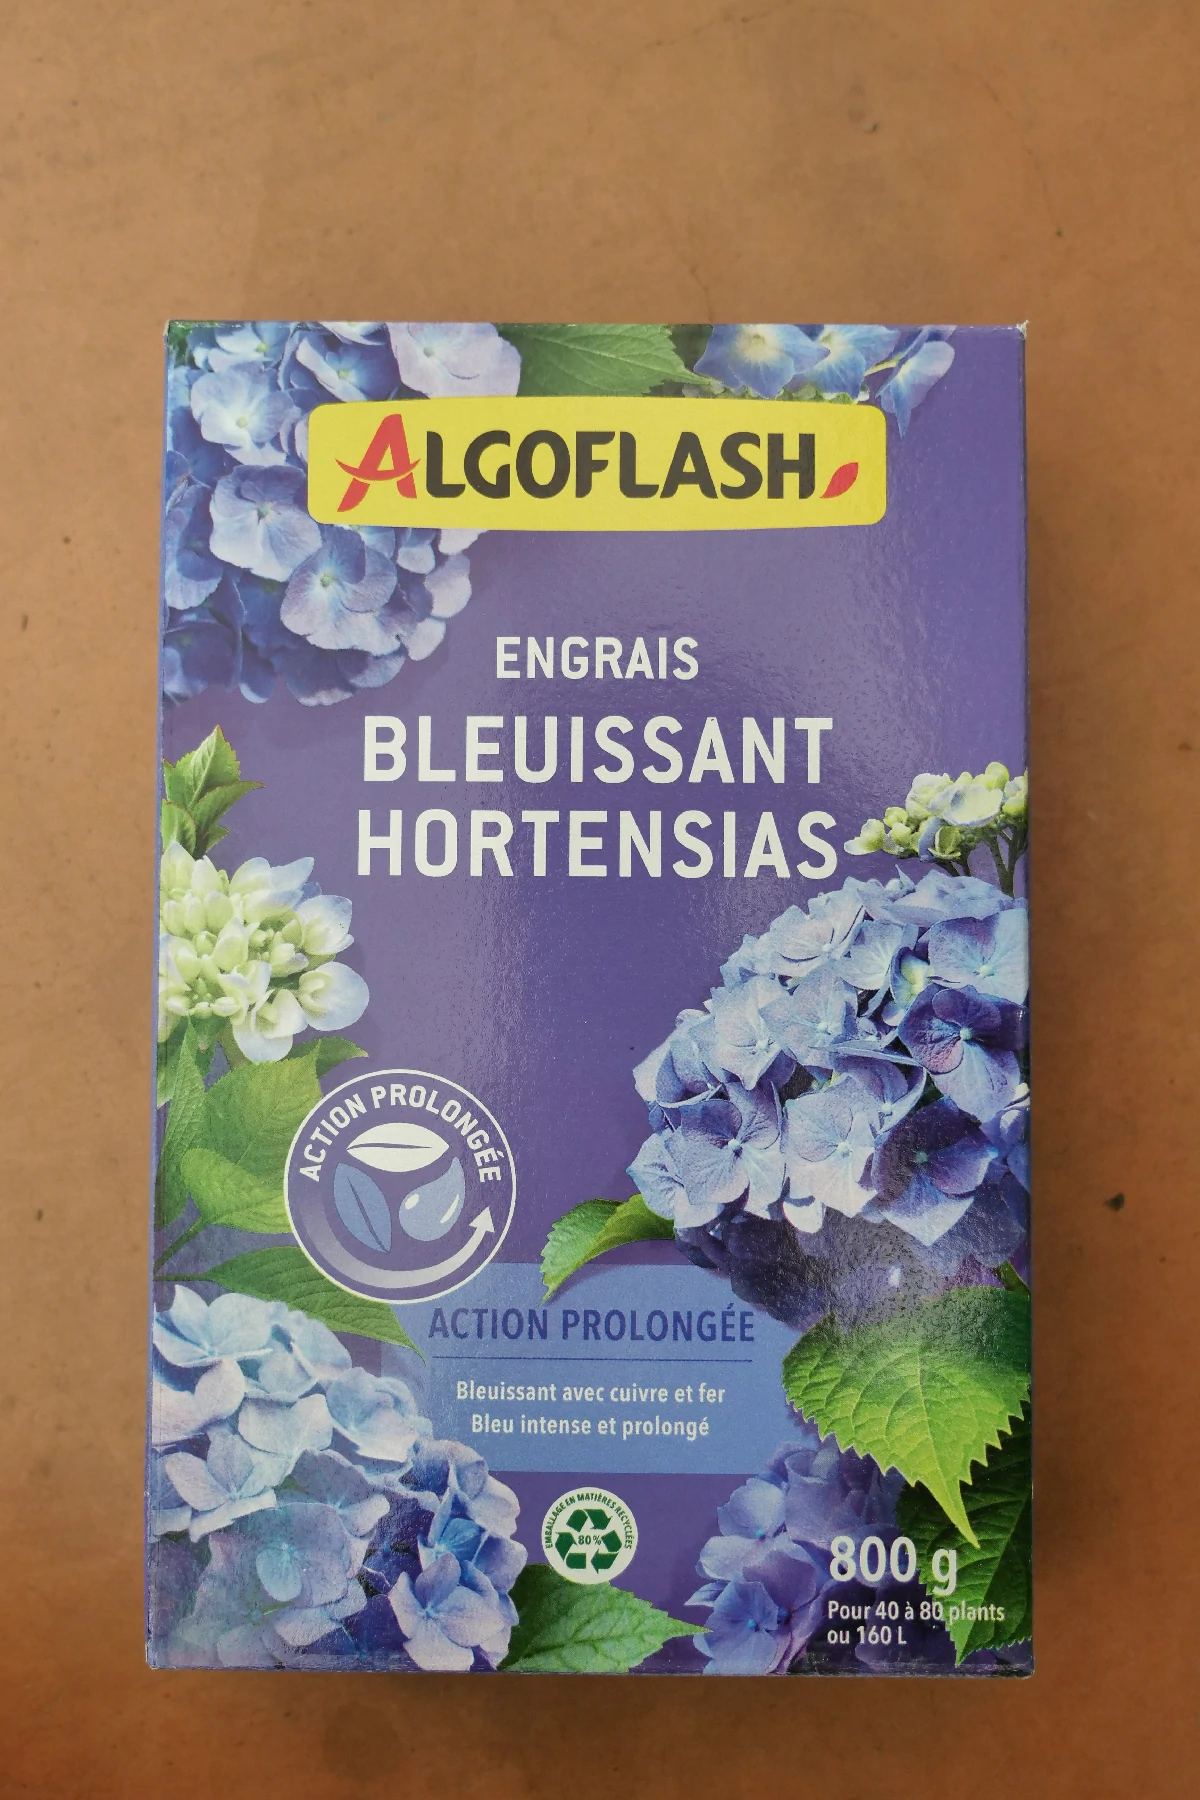 ALGOFLASH
ENGRAIS
BLEUISSANT
HORTENSIAS
ACTION PROLONGÉE
ACTION PROLONGÉE
Bleuissant avec cuivre et fer
Bleu intense et prolongé
EMBALLAGE EN MATIÈRES RECYCLÉES
80%
800 g
Pour 40 à 80 plants
ou 160 L